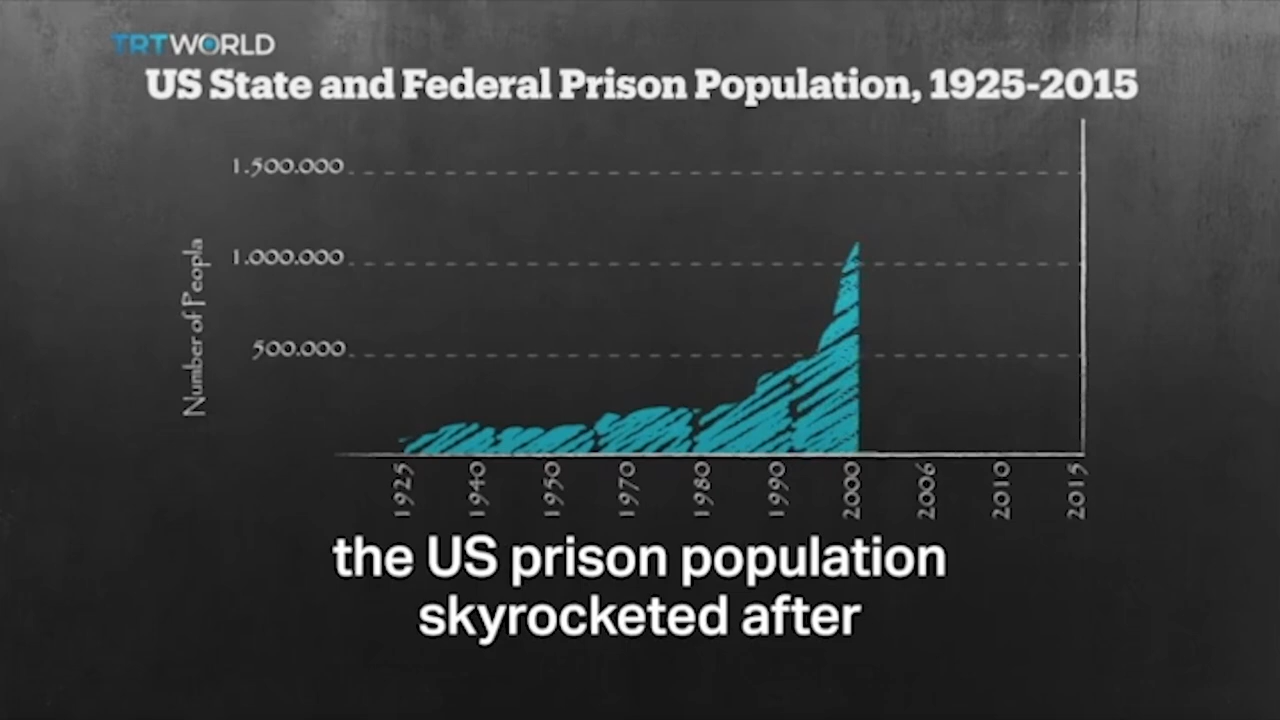 TRTWORLD
US State and Federal Prison Population, 1925-2015
1.500.000
1.000.000
500.000
Number of Peopla
1925
1940
1950
1970
1980
1990
2000
2006
2010
2015
the US prison population
skyrocketed after